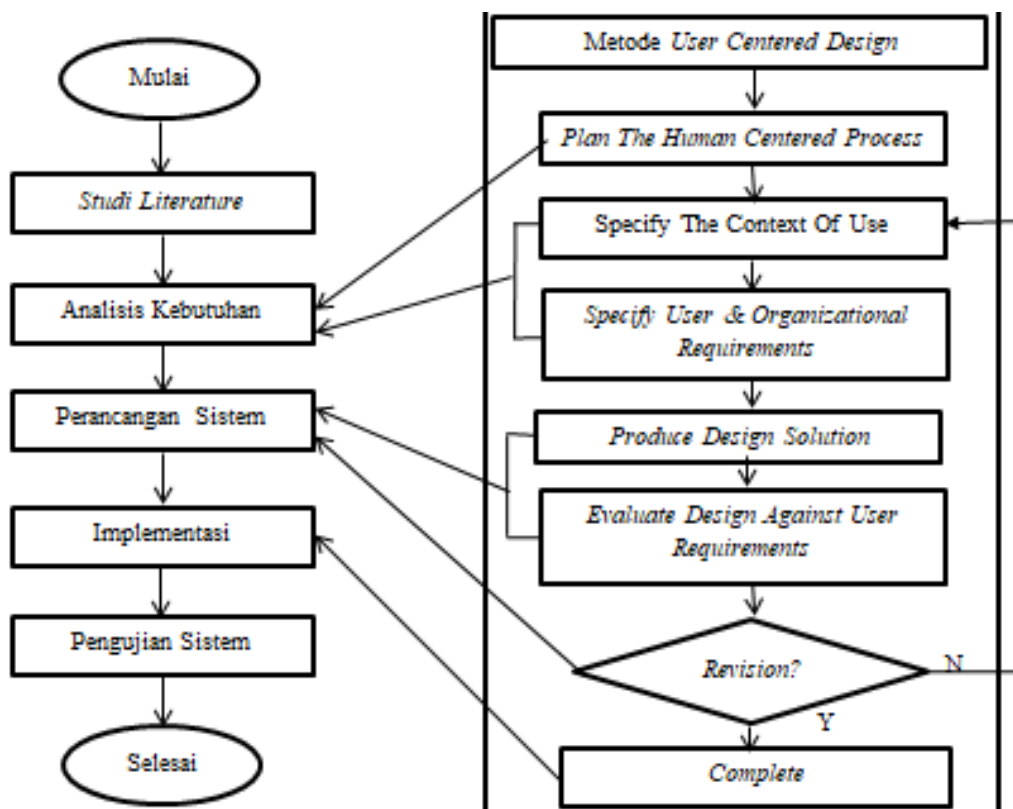 Mulai
Studi Literature
Analisis Kebutuhan
Perancangan Sistem
Implementasi
Pengujian Sistem
Selesai
Metode User Centered Design
Plan The Human Centered Process
Specify The Context Of Use
Specify User & Organizational
Requirements
Produce Design Solution
Evaluate Design Against User
Requirements
Revision?
N
Y
Complete